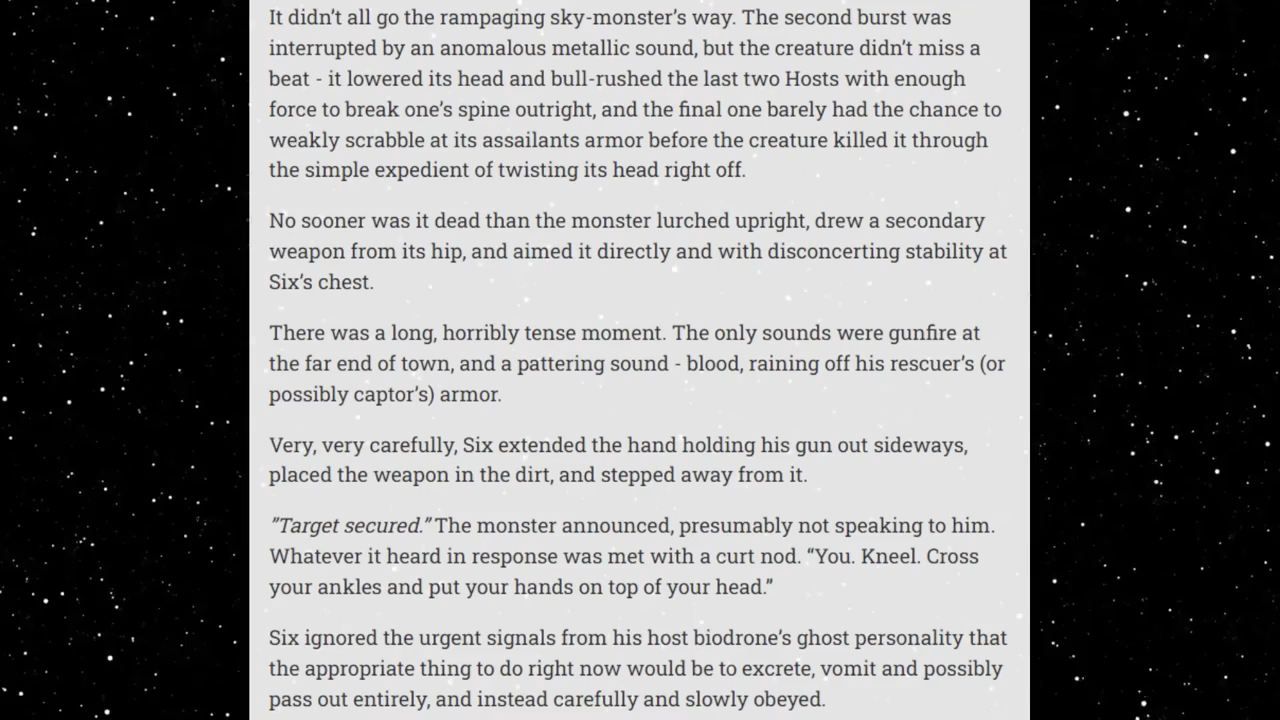 It didn’t all go the rampaging sky-monster’s way. The second burst was
interrupted by an anomalous metallic sound, but the creature didn’t miss a
beat - it lowered its head and bull-rushed the last two Hosts with enough
force to break one’s spine outright, and the final one barely had the chance to
weakly scrabble at its assailants armor before the creature killed it through
the simple expedient of twisting its head right off.
No sooner was it dead than the monster lurched upright, drew a secondary
weapon from its hip, and aimed it directly and with disconcerting stability at
Six’s chest.
There was a long, horribly tense moment. The only sounds were gunfire at
the far end of town, and a pattering sound - blood, raining off his rescuer’s (or
possibly captor’s) armor.
Very, very carefully, Six extended the hand holding his gun out sideways,
placed the weapon in the dirt, and stepped away from it.
”Target secured.” The monster announced, presumably not speaking to him.
Whatever it heard in response was met with a curt nod. “You. Kneel. Cross
your ankles and put your hands on top of your head.”
Six ignored the urgent signals from his host biodrone’s ghost personality that
the appropriate thing to do right now would be to excrete, vomit and possibly
pass out entirely, and instead carefully and slowly obeyed.